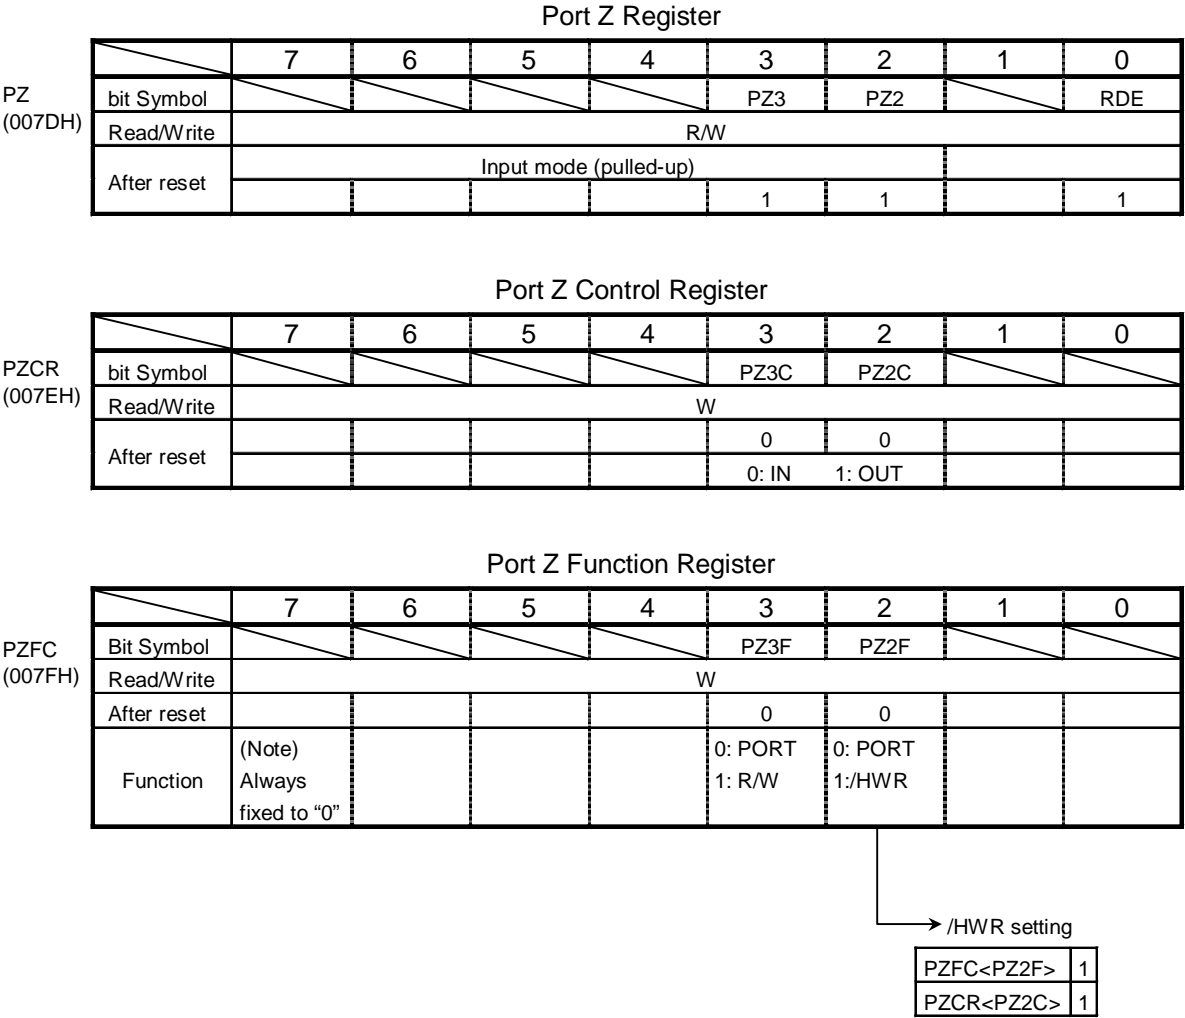 Port Z Register
7 6 5 4 3 2 1 0
PZ
(007DH)
bit Symbol PZ3 PZ2 RDE
Read/Write R/W
After reset
Input mode (pulled-up)
1 1 1
Port Z Control Register
7 6 5 4 3 2 1 0
PZCR
(007EH)
bit Symbol PZ3C PZ2C
Read/Write W
After reset
0 0
0: IN 1: OUT
Port Z Function Register
7 6 5 4 3 2 1 0
PZFC
(007FH)
Bit Symbol PZ3F PZ2F
Read/Write W
After reset 0 0
Function
(Note)
Always
fixed to “0”
0: PORT
1: R/W
0: PORT
1:/HWR
/HWR setting
PZFC<PZ2F> 1
PZCR<PZ2C> 1